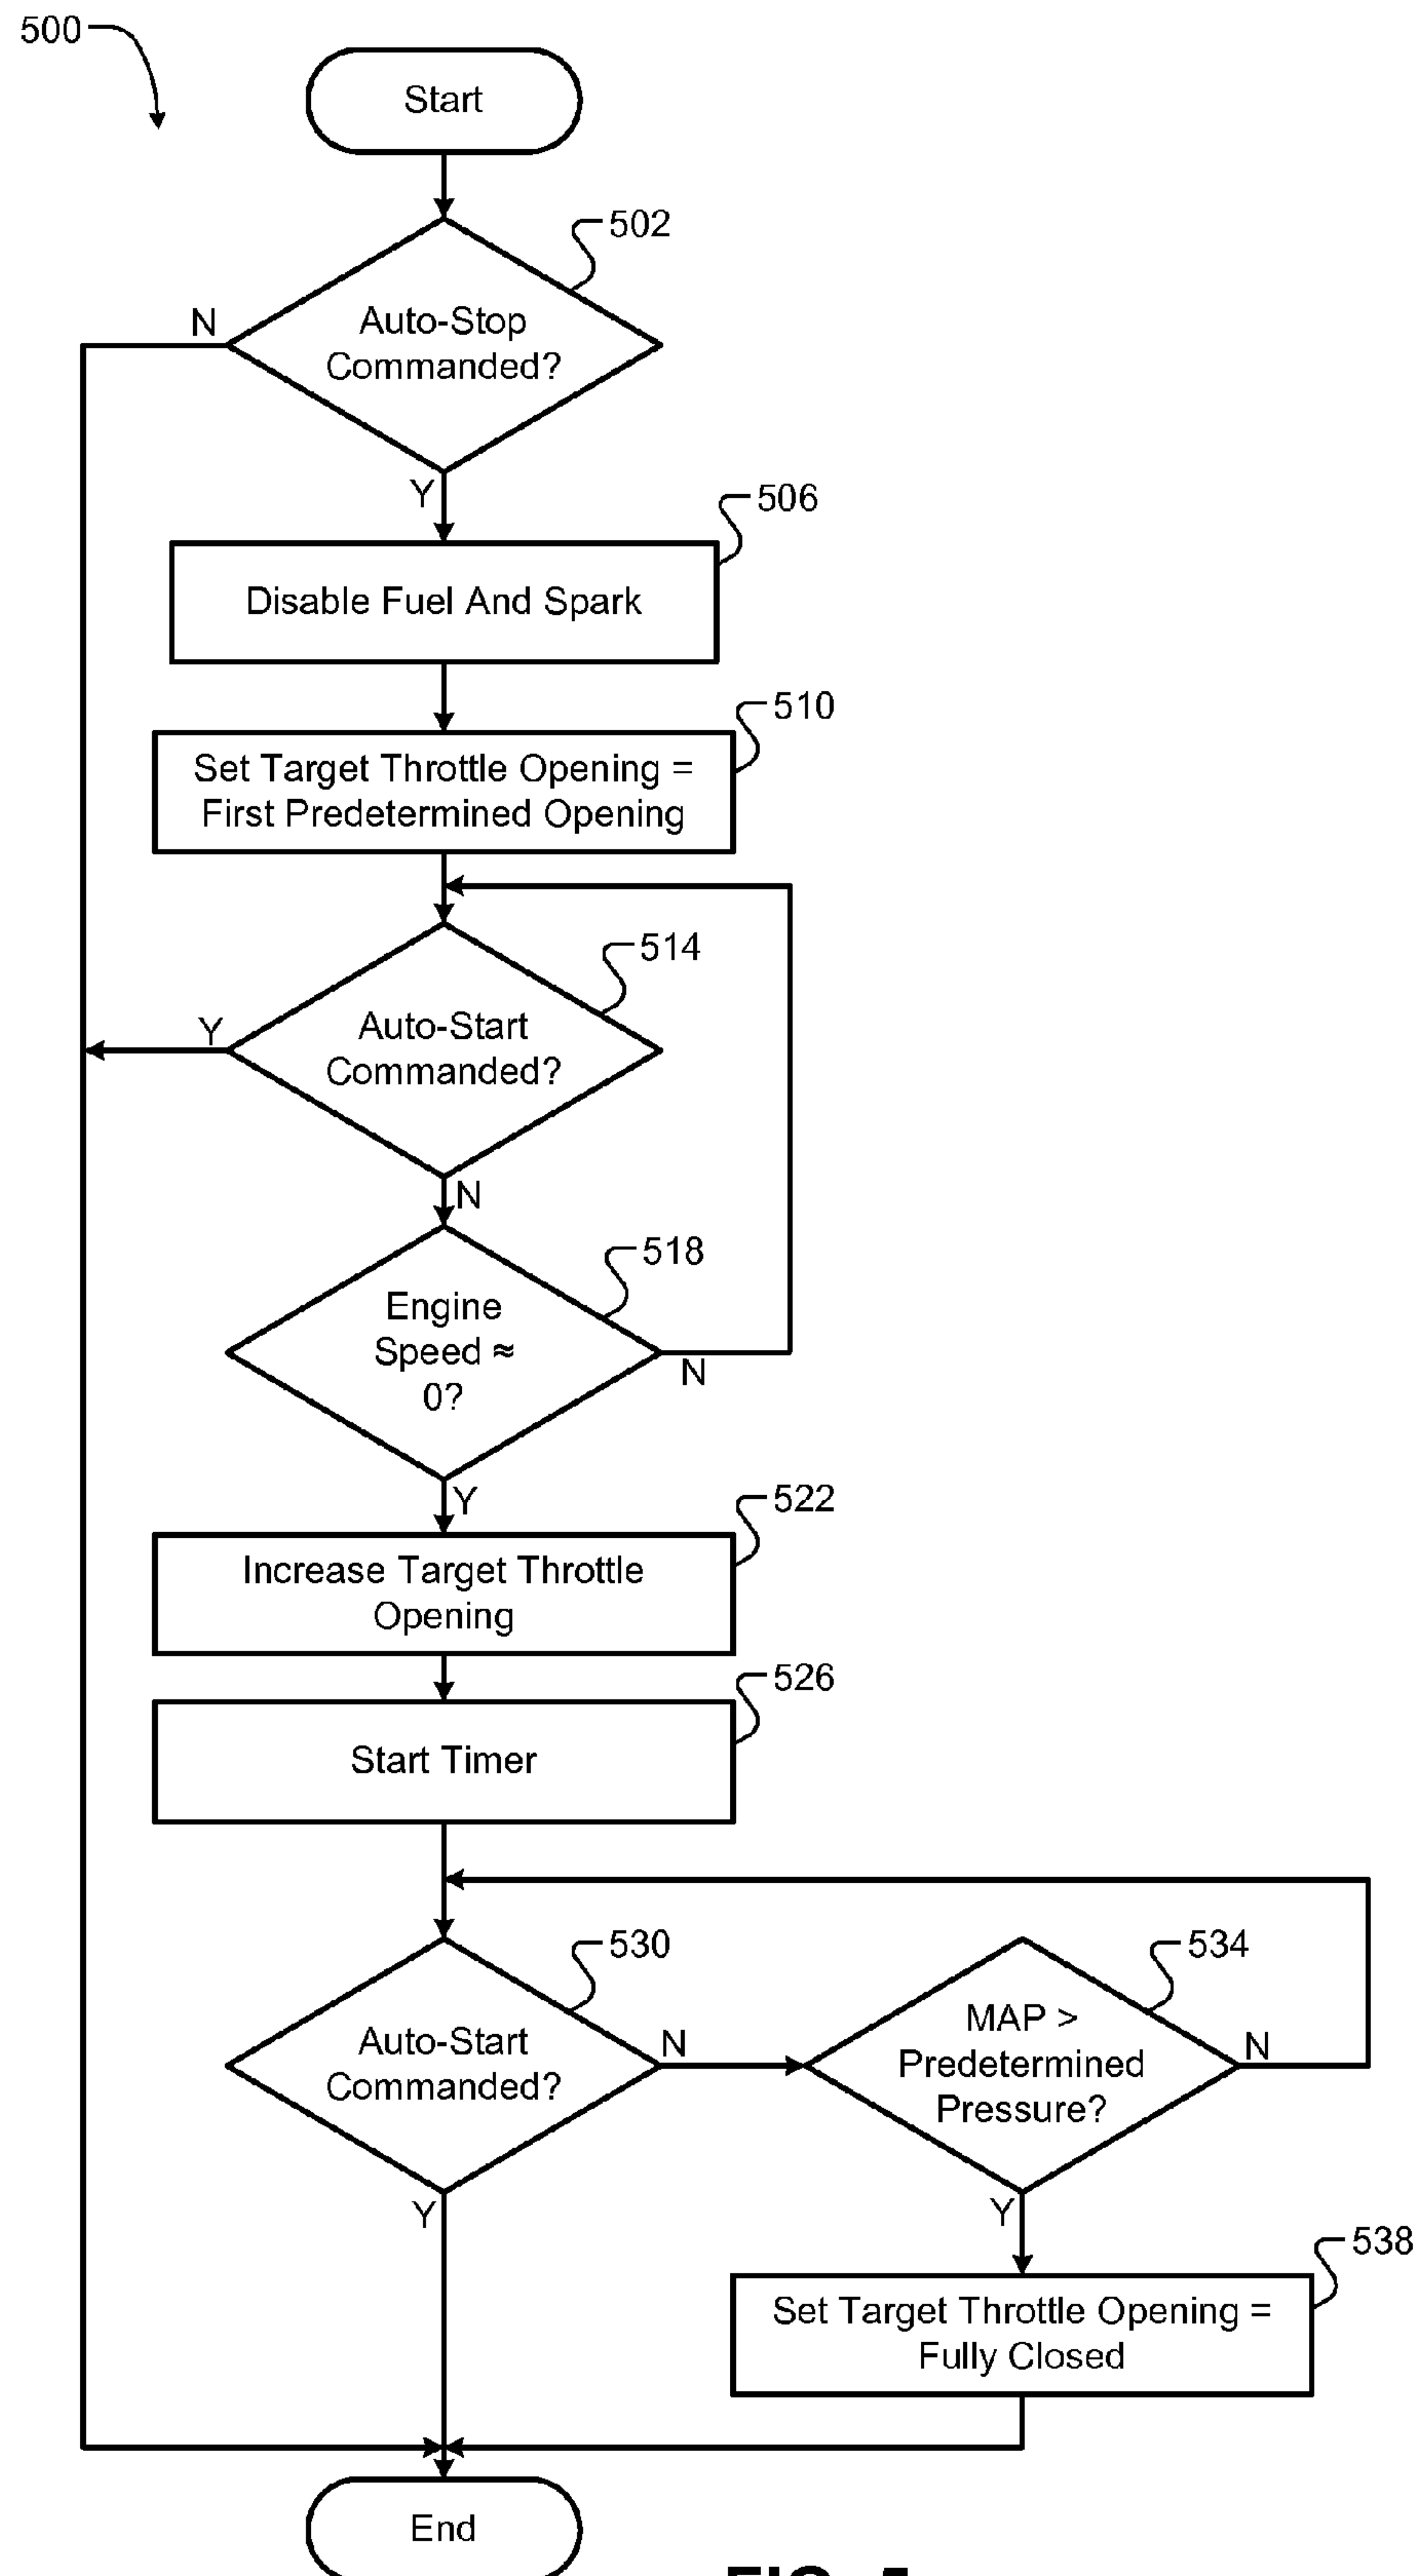 500
Start
502
Auto-Stop
Commanded?
N
Y
506
Disable Fuel And Spark
510
Set Target Throttle Opening =
First Predetermined Opening
514
Auto-Start
Commanded?
Y
N
518
Engine
Speed ≈
0?
N
Y
522
Increase Target Throttle
Opening
526
Start Timer
530
Auto-Start
Commanded?
N
Y
534
MAP >
Predetermined
Pressure?
N
Y
538
Set Target Throttle Opening =
Fully Closed
End